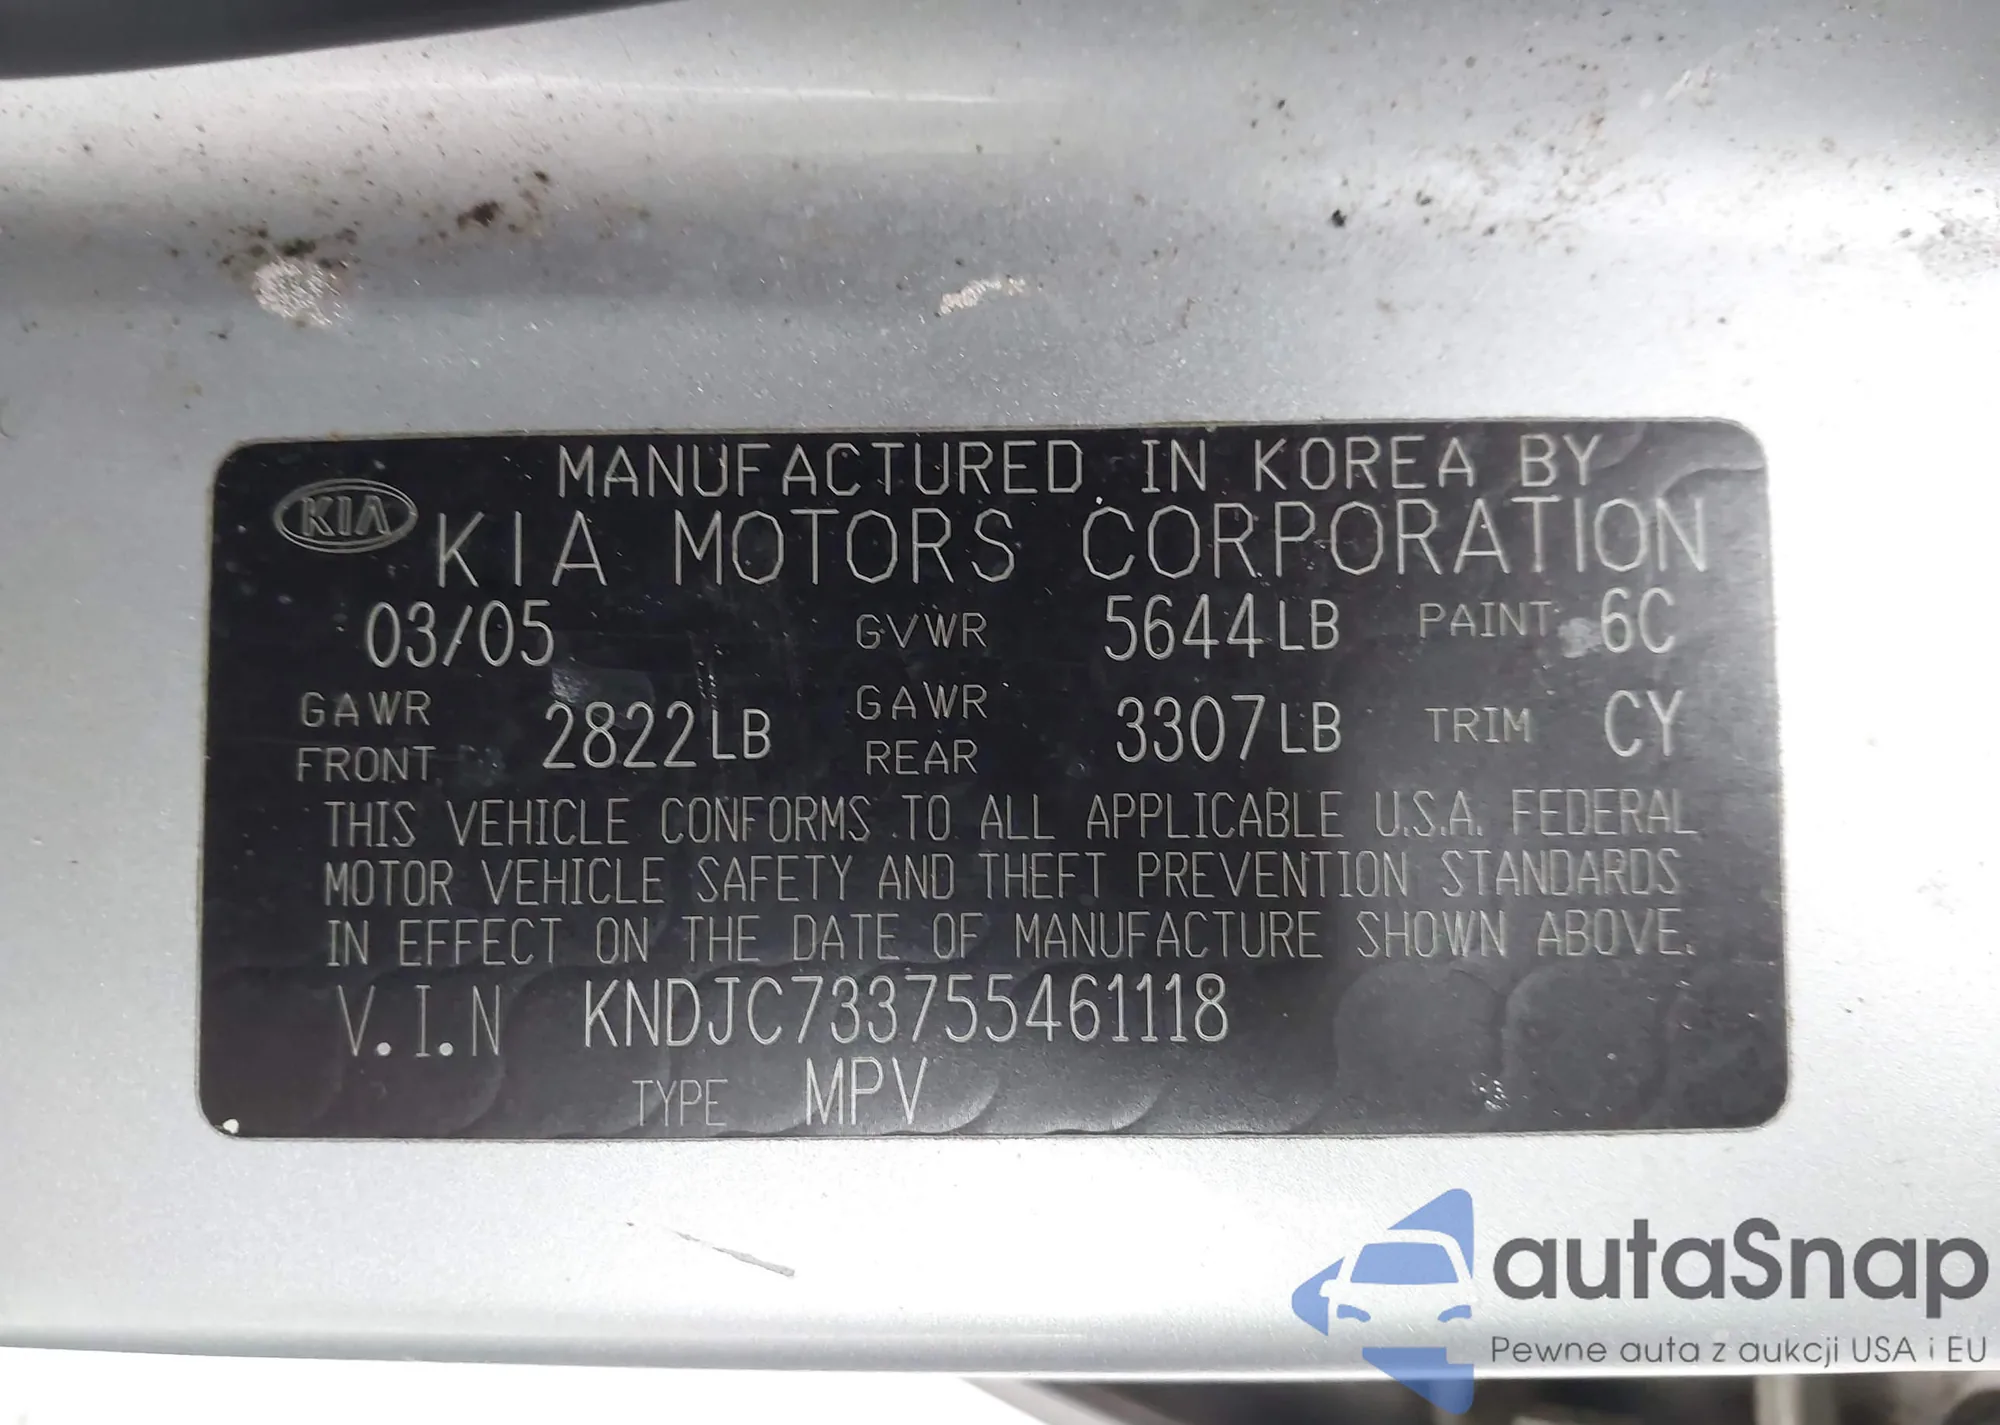 MANUFACTURED IN KOREA BY
KIA KIA MOTORS CORPORATION
03/05 GVWR 5644LB PAINT 6C
GAWR FRONT 2822LB GAWR REAR 3307LB TRIM CY
THIS VEHICLE CONFORMS TO ALL APPLICABLE U.S.A. FEDERAL
MOTOR VEHICLE SAFETY AND THEFT PREVENTION STANDARDS
IN EFFECT ON THE DATE OF MANUFACTURE SHOWN ABOVE.
V.I.N KNDJC733755461118
TYPE MPV
autaSnap
Pewne auta z aukcji USA i EU